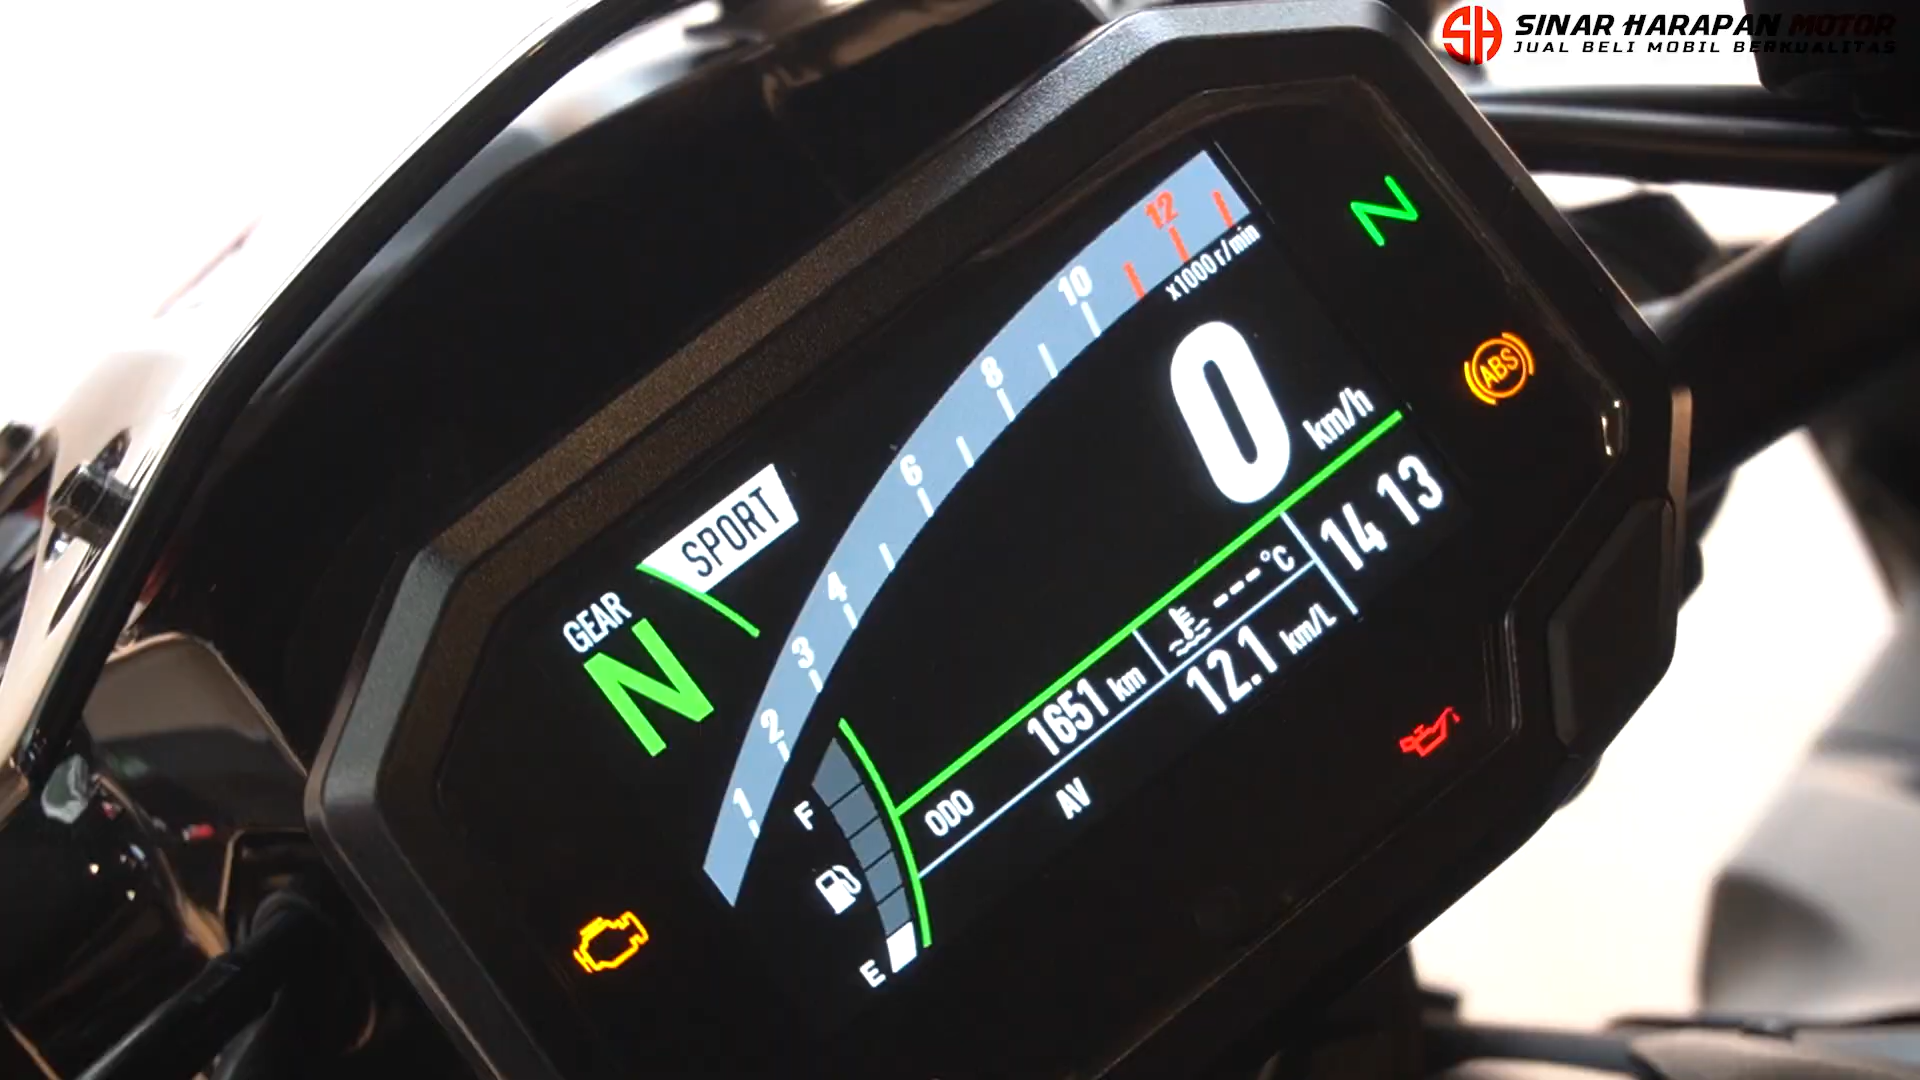 SINAR HARAPAN MOTOR
JUAL BELI MOBIL BERKUALITAS
12
x1000 r/min
10
8
6
4
3
2
1
N
ABS
0 km/h
SPORT
GEAR
N
14 13
---°C
ODO 1651 km
AV 12.1 km/L
F
E